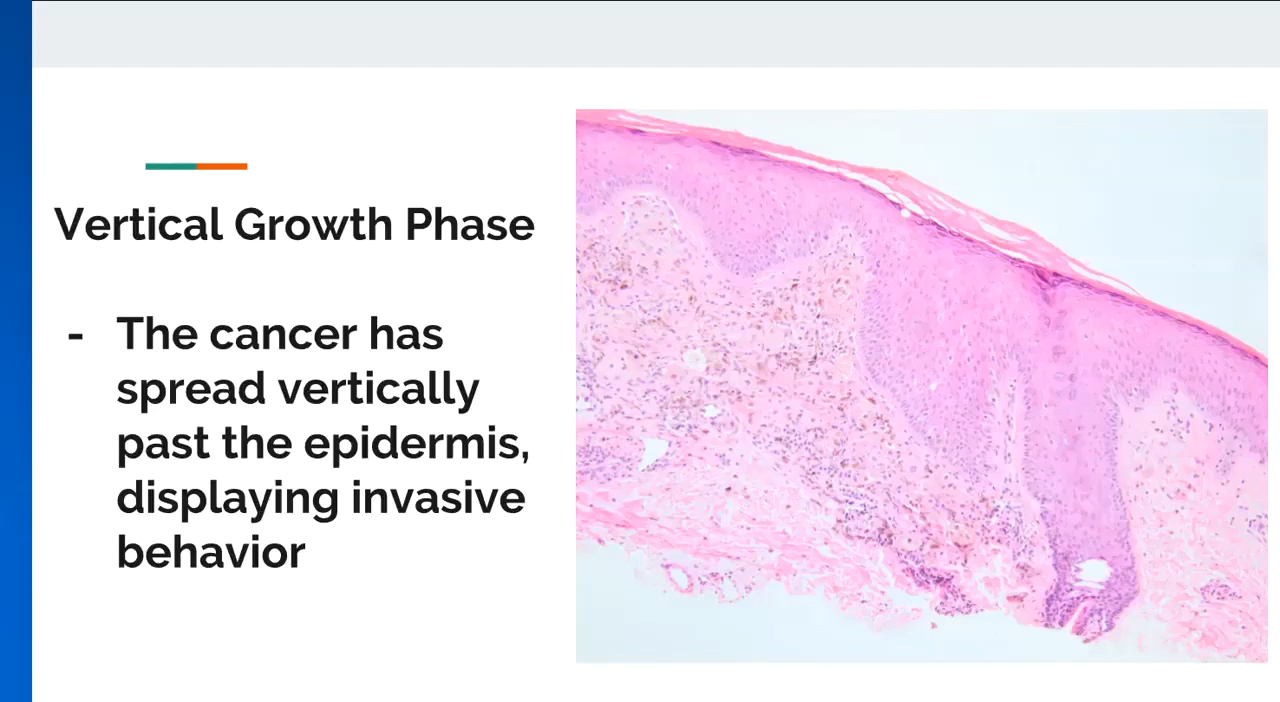 Vertical Growth Phase
- The cancer has
spread vertically
past the epidermis,
displaying invasive
behavior